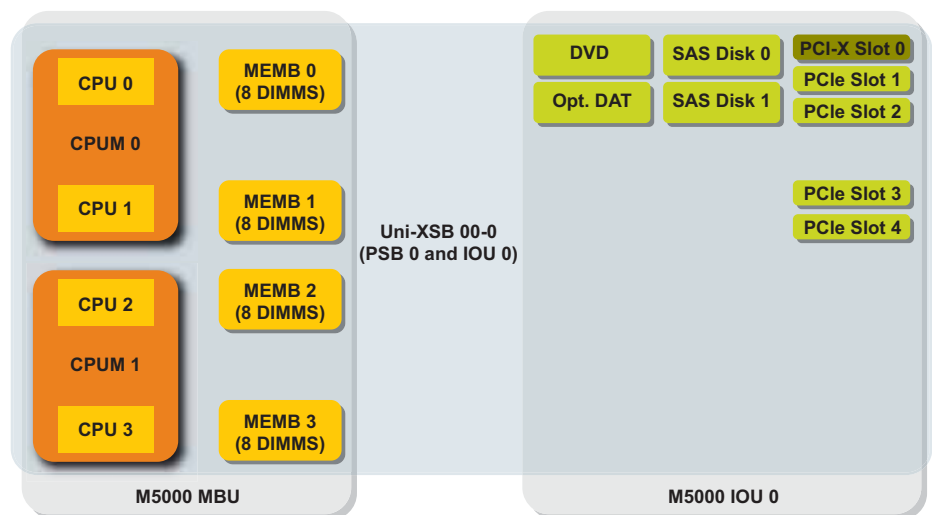 CPU 0
CPUM 0
CPU 1
CPU 2
CPUM 1
CPU 3
MEMB 0
(8 DIMMS)
MEMB 1
(8 DIMMS)
MEMB 2
(8 DIMMS)
MEMB 3
(8 DIMMS)
M5000 MBU
Uni-XSB 00-0
(PSB 0 and IOU 0)
DVD
SAS Disk 0
PCI-X Slot 0
PCIe Slot 1
Opt. DAT
SAS Disk 1
PCIe Slot 2
PCIe Slot 3
PCIe Slot 4
M5000 IOU 0